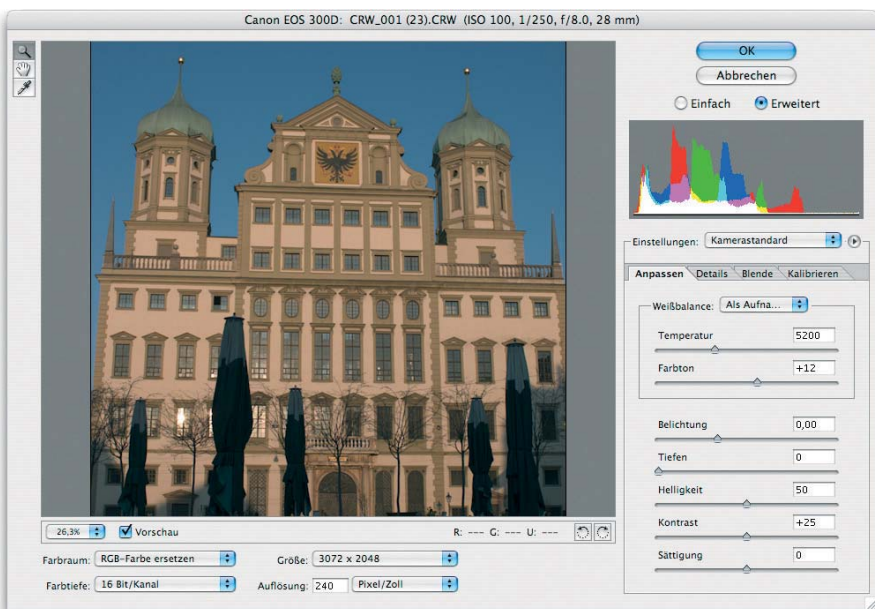 Canon EOS 300D: CRW_001 (23).CRW (ISO 100, 1/250, f/8.0, 28 mm)
OK
Abbrechen
Einfach Erweitert
Einstellungen: Kamerastandard
Anpassen Details Blende Kalibrieren
Weißbalance: Als Aufna...
Temperatur 5200
Farbton +12
Belichtung 0,00
Tiefen 0
Helligkeit 50
Kontrast +25
Sättigung 0
26,3% Vorschau R: --- G: --- U: ---
Farbraum: RGB-Farbe ersetzen Größe: 3072 x 2048
Farbtiefe: 16 Bit/Kanal Auflösung: 240 Pixel/Zoll